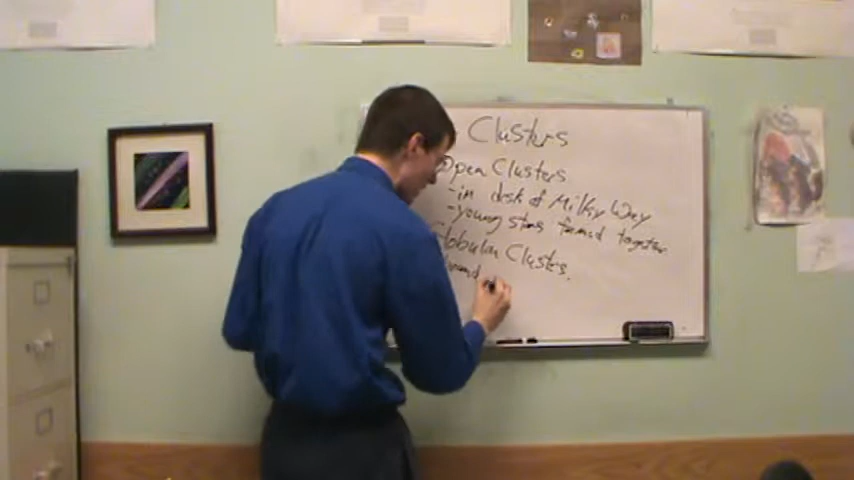 Clusters
Open Clusters
-in disk of Milky Way
-young stars formed together
Globular Clusters